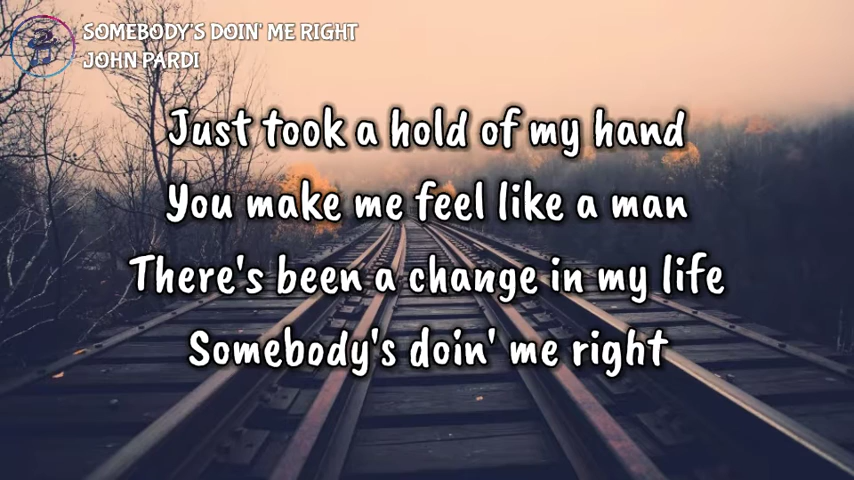 SOMEBODY'S DOIN' ME RIGHT
JOHN PARDI
Just took a hold of my hand
You make me feel like a man
There's been a change in my life
Somebody's doin' me right